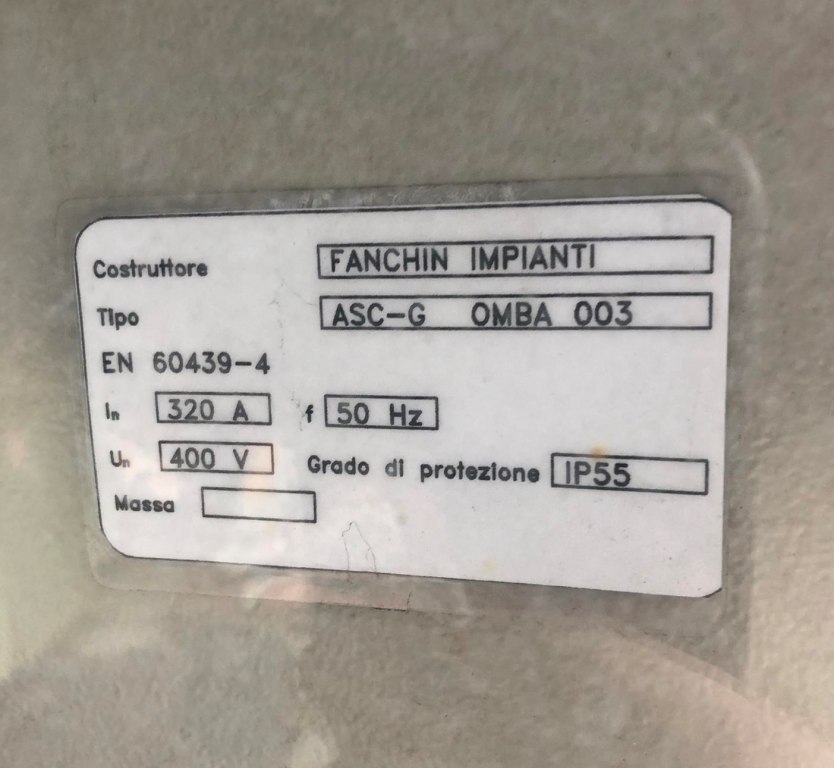 Costruttore FANCHIN IMPIANTI
Tipo ASC-G OMBA 003
EN 60439-4
In 320 A f 50 Hz
Un 400 V Grado di protezione IP55
Massa